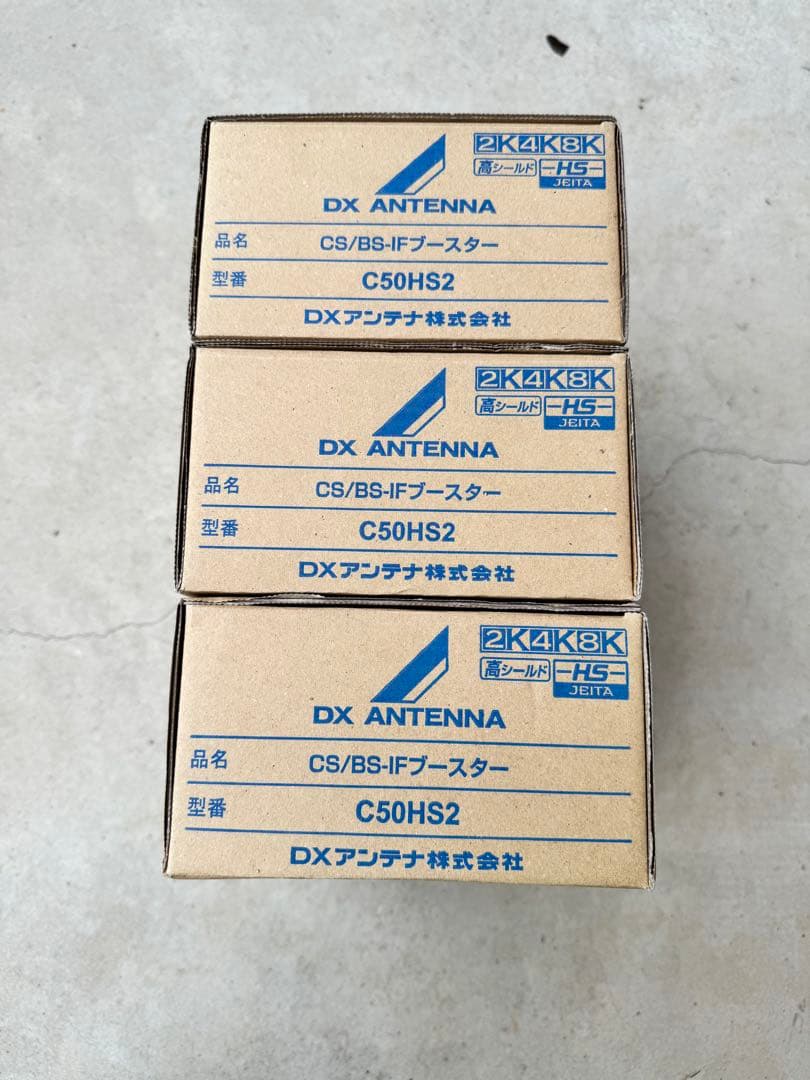 2K4K8K
高シールド
HS
JEITA
DX ANTENNA
品名 CS/BS-IFブースター
型番 C50HS2
DXアンテナ株式会社
2K4K8K
高シールド
HS
JEITA
DX ANTENNA
品名 CS/BS-IFブースター
型番 C50HS2
DXアンテナ株式会社
2K4K8K
高シールド
HS
JEITA
DX ANTENNA
品名 CS/BS-IFブースター
型番 C50HS2
DXアンテナ株式会社